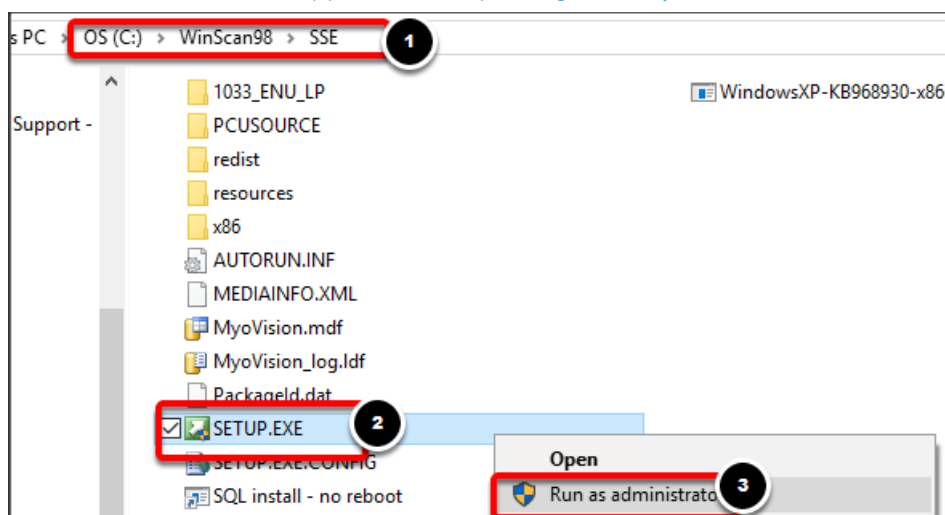 s PC > OS (C:) > WinScan98 > SSE
1
1033_ENU_LP
WindowsXP-KB968930-x86
Support -
PCUSOURCE
redist
resources
x86
AUTORUN.INF
MEDIAINFO.XML
MyoVision.mdf
MyoVision_log.ldf
PackageId.dat
SETUP.EXE
2
SETUP.EXE.CONFIG
Open
SQL install - no reboot
Run as administrato
3